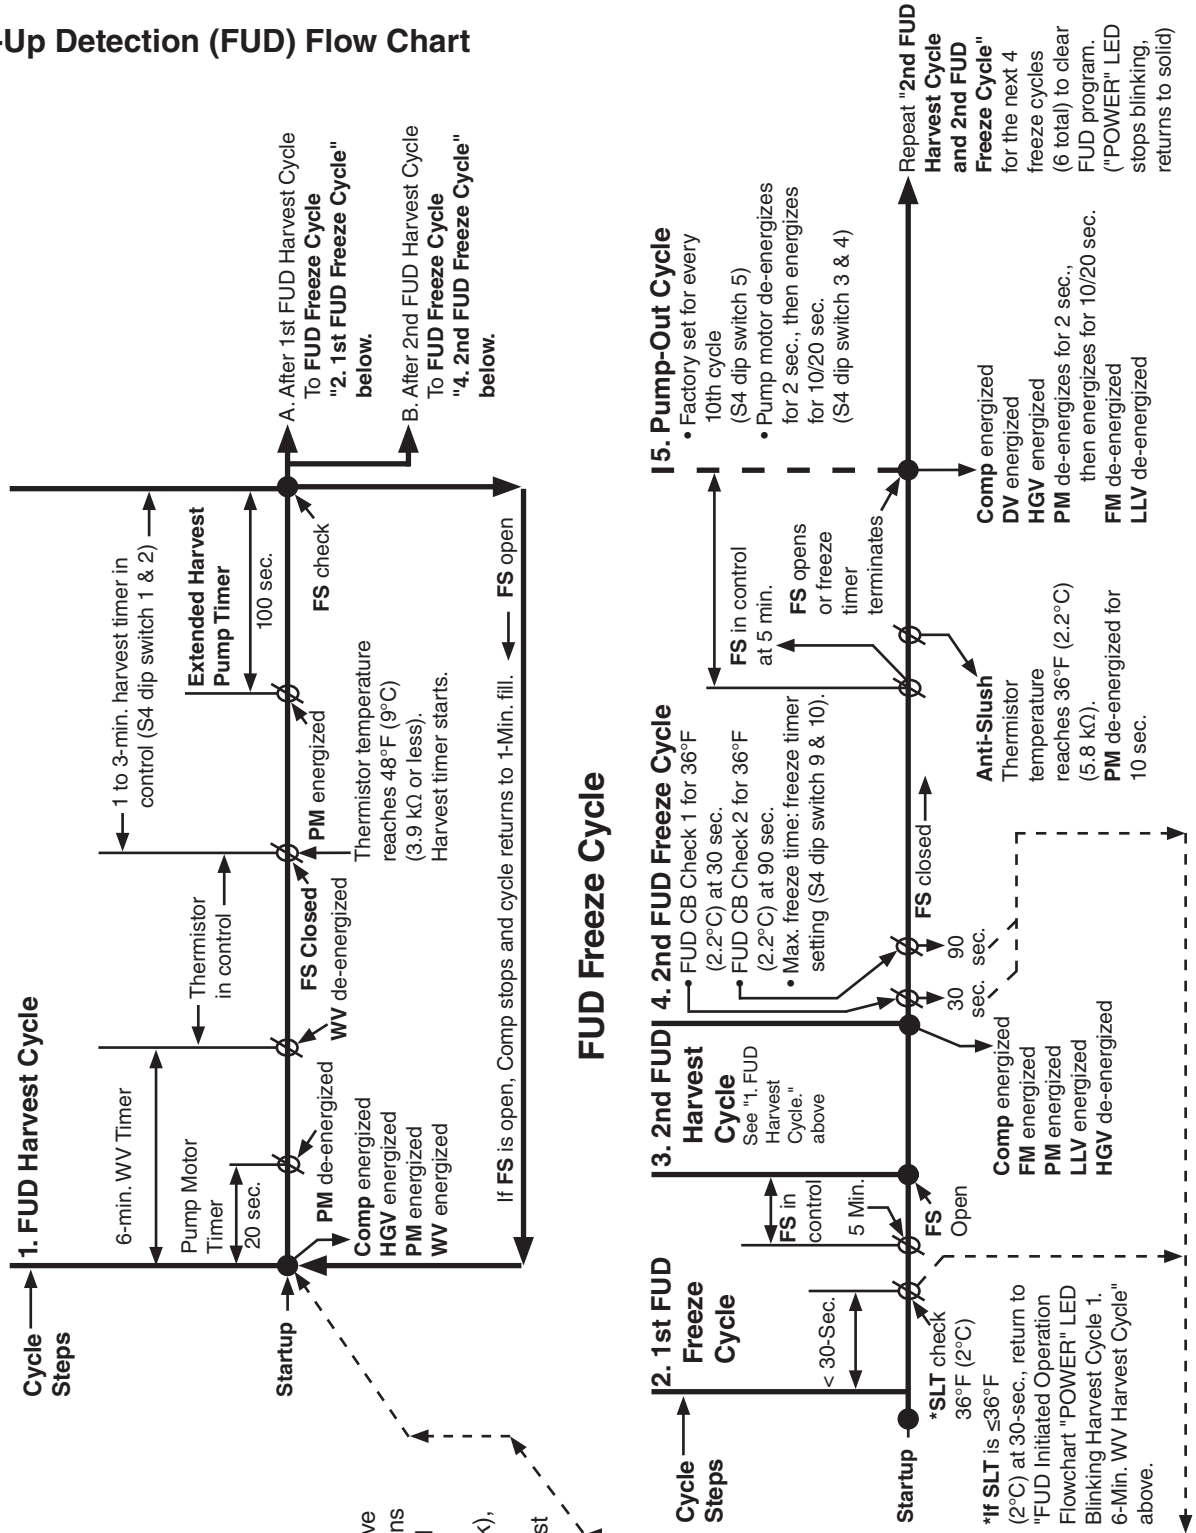 -Up Detection (FUD) Flow Chart
1. FUD Harvest Cycle
Cycle
Steps
6-min. WV Timer
Thermistor
in control
1 to 3-min. harvest timer in
control (S4 dip switch 1 & 2)
Pump Motor
Timer
20 sec.
Extended Harvest
Pump Timer
100 sec.
Startup
PM de-energized
WV de-energized
FS Closed
PM energized
FS check
Comp energized
HGV energized
PM energized
WV energized
Thermistor temperature
reaches 48°F (9°C)
(3.9 kΩ or less).
Harvest timer starts.
If FS is open, Comp stops and cycle returns to 1-Min. fill.
FS open
A. After 1st FUD Harvest Cycle
To FUD Freeze Cycle
"2. 1st FUD Freeze Cycle"
below.
B. After 2nd FUD Harvest Cycle
To FUD Freeze Cycle
"4. 2nd FUD Freeze Cycle"
below.
ve
ns
k),
st
FUD Freeze Cycle
Cycle
Steps
2. 1st FUD
Freeze
Cycle
< 30-Sec.
FS in
control
5 Min.
3. 2nd FUD
Harvest
Cycle
See "1. FUD
Harvest
Cycle."
above
4. 2nd FUD Freeze Cycle
• FUD CB Check 1 for 36°F
(2.2°C) at 30 sec.
• FUD CB Check 2 for 36°F
(2.2°C) at 90 sec.
• Max. freeze time: freeze timer
setting (S4 dip switch 9 & 10).
FS in control
at 5 min.
FS opens
or freeze
timer
terminates
5. Pump-Out Cycle
• Factory set for every
10th cycle
(S4 dip switch 5)
• Pump motor de-energizes
for 2 sec., then energizes
for 10/20 sec.
(S4 dip switch 3 & 4)
Startup
*SLT check
36°F (2°C)
FS
Open
30
sec.
90
sec.
FS closed
*If SLT is ≤36°F
(2°C) at 30-sec., return to
"FUD Initiated Operation
Flowchart "POWER" LED
Blinking Harvest Cycle 1.
6-Min. WV Harvest Cycle"
above.
Comp energized
FM energized
PM energized
LLV energized
HGV de-energized
Anti-Slush
Thermistor
temperature
reaches 36°F (2.2°C)
(5.8 kΩ).
PM de-energized for
10 sec.
Comp energized
DV energized
HGV energized
PM de-energizes for 2 sec.,
then energizes for 10/20 sec.
FM de-energized
LLV de-energized
Repeat "2nd FUD
Harvest Cycle
and 2nd FUD
Freeze Cycle"
for the next 4
freeze cycles
(6 total) to clear
FUD program.
("POWER" LED
stops blinking,
returns to solid)